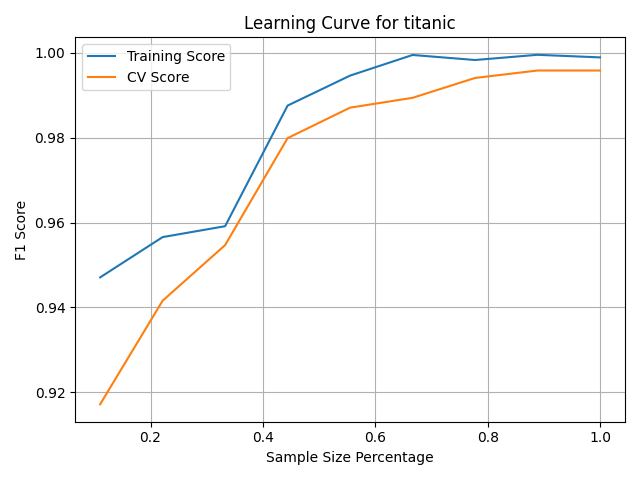 Learning Curve for titanic
Training Score
CV Score
1.00
0.98
0.96
0.94
0.92
F1 Score
0.2 0.4 0.6 0.8 1.0
Sample Size Percentage